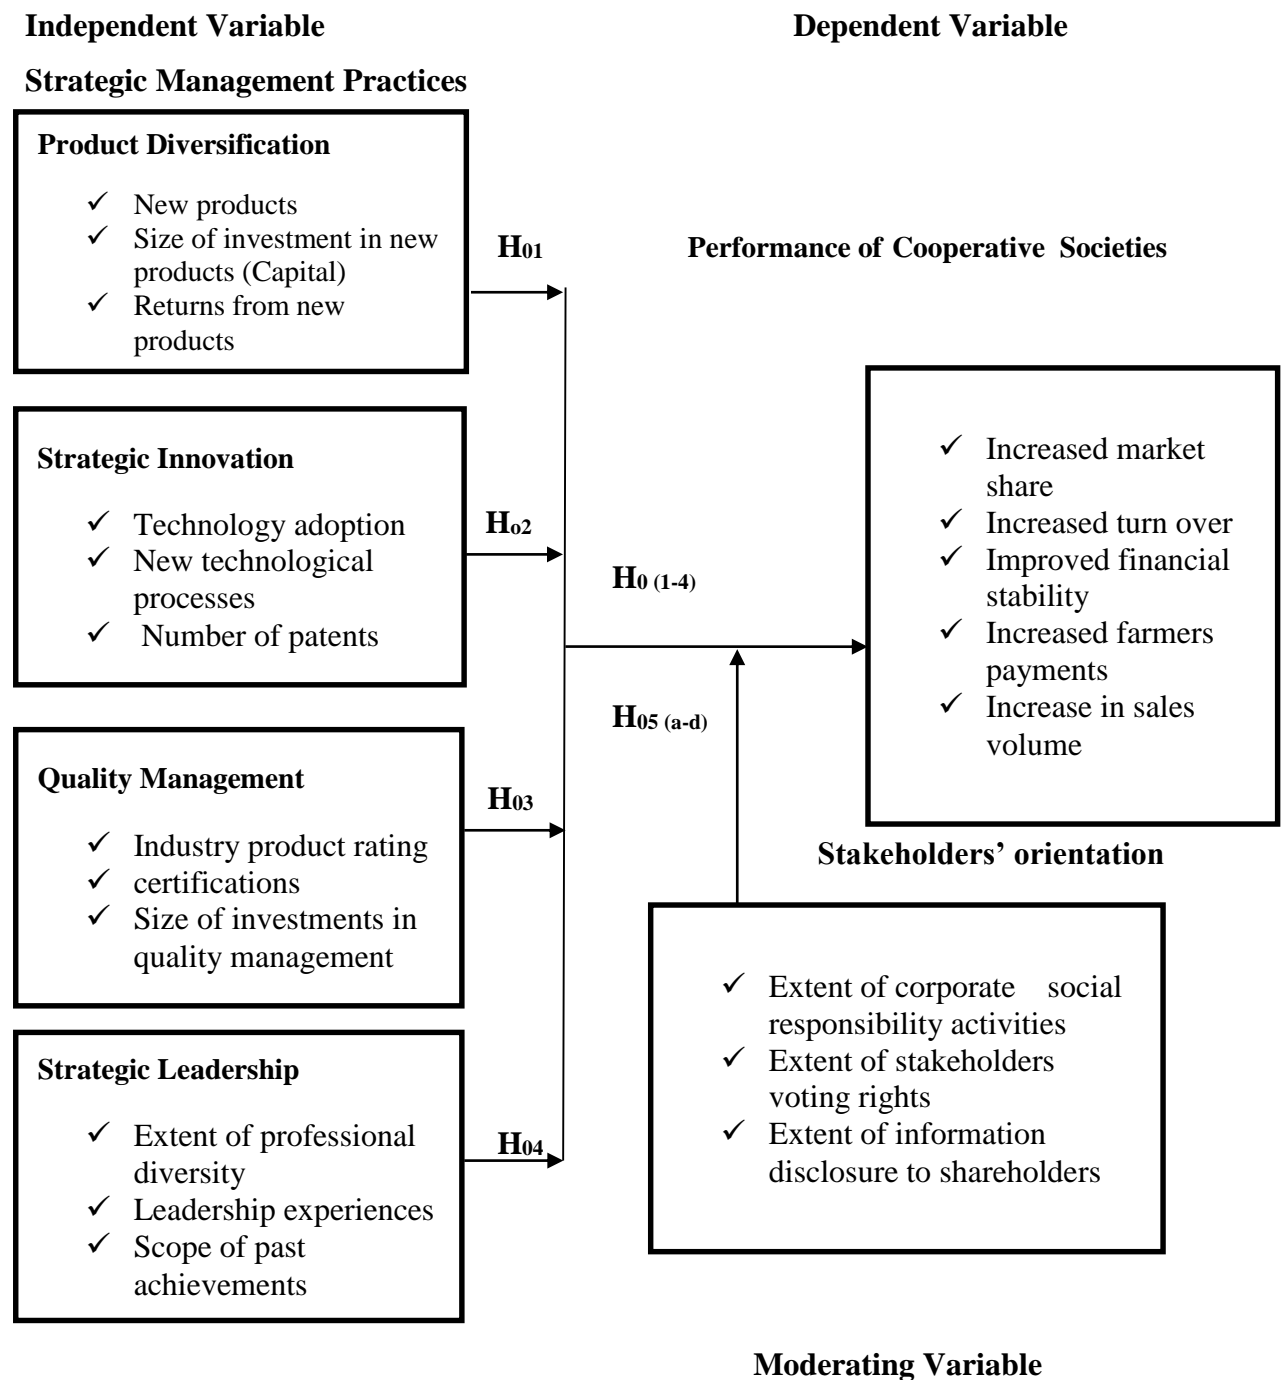 Independent Variable
Dependent Variable
Strategic Management Practices
Product Diversification
✓ New products
✓ Size of investment in new
products (Capital)
✓ Returns from new
products
H01
Performance of Cooperative Societies
Strategic Innovation
✓ Technology adoption
✓ New technological
processes
✓ Number of patents
Ho2
H0 (1-4)
✓ Increased market
share
✓ Increased turn over
✓ Improved financial
stability
✓ Increased farmers
payments
✓ Increase in sales
volume
H05 (a-d)
Quality Management
✓ Industry product rating
✓ certifications
✓ Size of investments in
quality management
H03
Stakeholders’ orientation
✓ Extent of corporate social
responsibility activities
✓ Extent of stakeholders
voting rights
✓ Extent of information
disclosure to shareholders
Strategic Leadership
✓ Extent of professional
diversity
✓ Leadership experiences
✓ Scope of past
achievements
H04
Moderating Variable